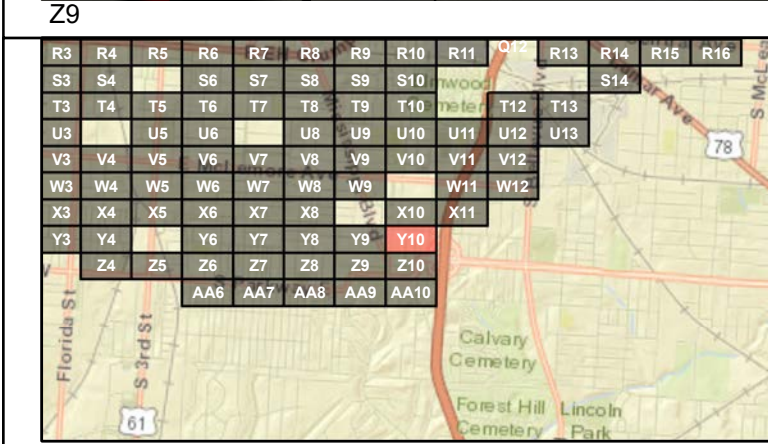 Z9
Q12
R3 R4 R5 R6 R7 R8 R9 R10 R11 R13 R14 R15 R16
S3 S4 S6 S7 S8 S9 S10 S14
T3 T4 T5 T6 T7 T8 T9 T10 T12 T13
U3 U5 U6 U8 U9 U10 U11 U12 U13
V3 V4 V5 V6 V7 V8 V9 V10 V11 V12
W3 W4 W5 W6 W7 W8 W9 W11 W12
X3 X4 X5 X6 X7 X8 X10 X11
Y3 Y4 Y6 Y7 Y8 Y9 Y10
Z4 Z5 Z6 Z7 Z8 Z9 Z10
AA6 AA7 AA8 AA9 AA10
78
S McLea
Florida St
S 3rd St
61
Calvary
Cemetery
Forest Hill
Cemetery
Lincoln
Park